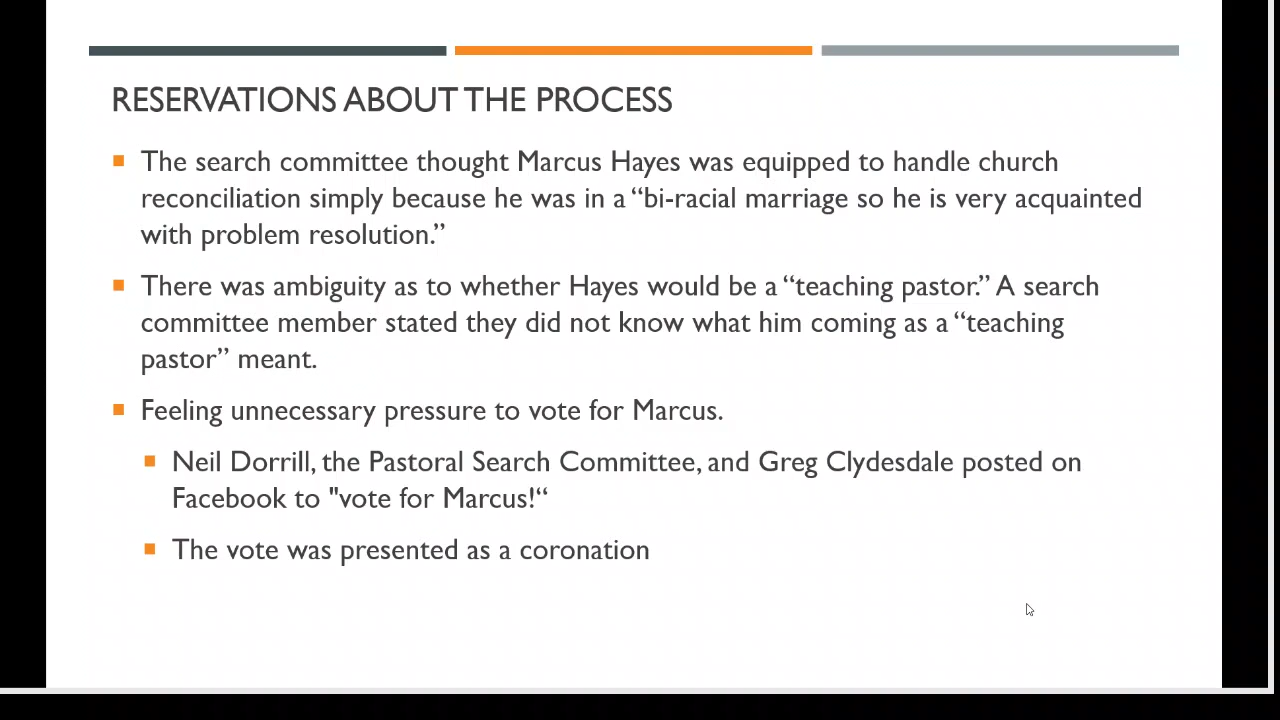 RESERVATIONS ABOUT THE PROCESS
The search committee thought Marcus Hayes was equipped to handle church
reconciliation simply because he was in a “bi-racial marriage so he is very acquainted
with problem resolution.”
There was ambiguity as to whether Hayes would be a “teaching pastor.” A search
committee member stated they did not know what him coming as a “teaching
pastor” meant.
Feeling unnecessary pressure to vote for Marcus.
Neil Dorrill, the Pastoral Search Committee, and Greg Clydesdale posted on
Facebook to "vote for Marcus!“
The vote was presented as a coronation